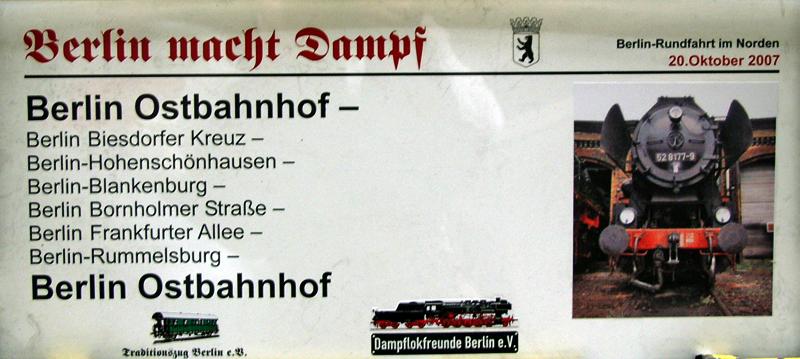 Berlin macht Dampf
Berlin-Rundfahrt im Norden
20.Oktober 2007
Berlin Ostbahnhof –
Berlin Biesdorfer Kreuz –
Berlin-Hohenschönhausen –
Berlin-Blankenburg –
Berlin Bornholmer Straße –
Berlin Frankfurter Allee –
Berlin-Rummelsburg –
Berlin Ostbahnhof
52 8177-9
Traditionszug Berlin e.V.
Dampflokfreunde Berlin e.V.